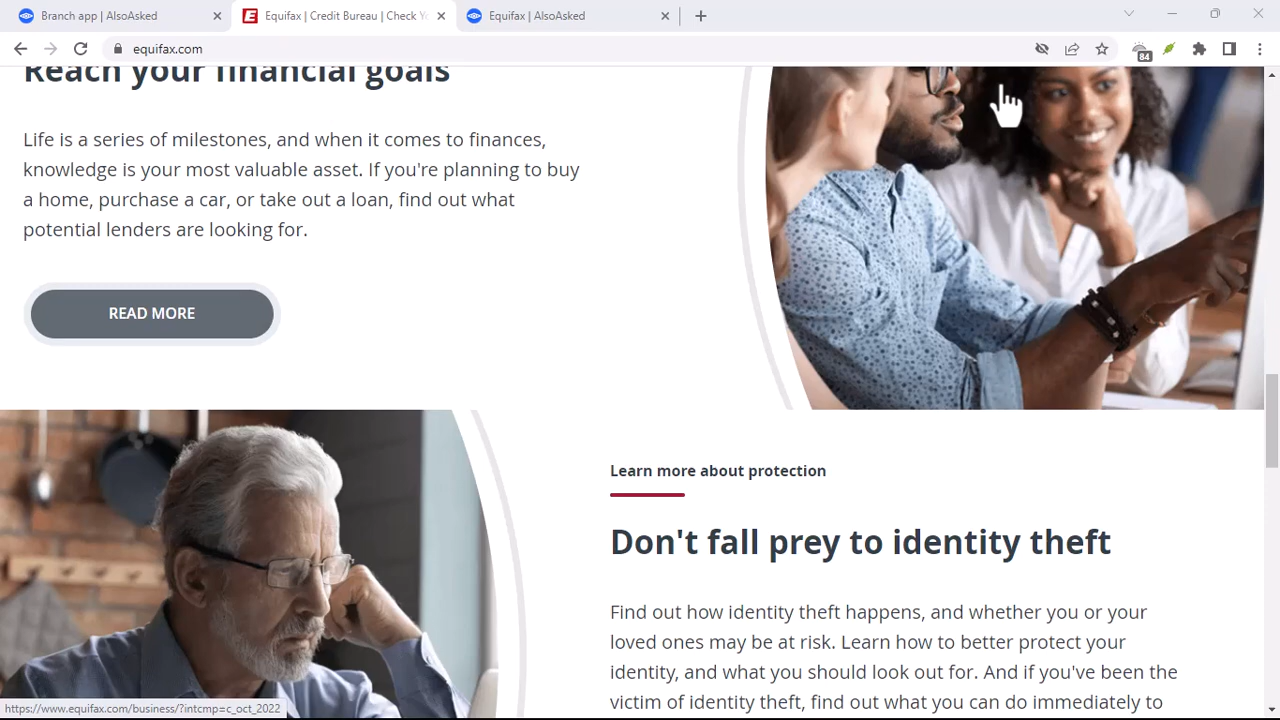 Branch app | AlsoAsked
Equifax | Credit Bureau | Check Y
Equifax | AlsoAsked
equifax.com
84
Reach your financial goals
Life is a series of milestones, and when it comes to finances,
knowledge is your most valuable asset. If you're planning to buy
a home, purchase a car, or take out a loan, find out what
potential lenders are looking for.
READ MORE
Learn more about protection
Don't fall prey to identity theft
Find out how identity theft happens, and whether you or your
loved ones may be at risk. Learn how to better protect your
identity, and what you should look out for. And if you've been the
victim of identity theft, find out what you can do immediately to
https://www.equifax.com/business/?intcmp=c_oct_2022